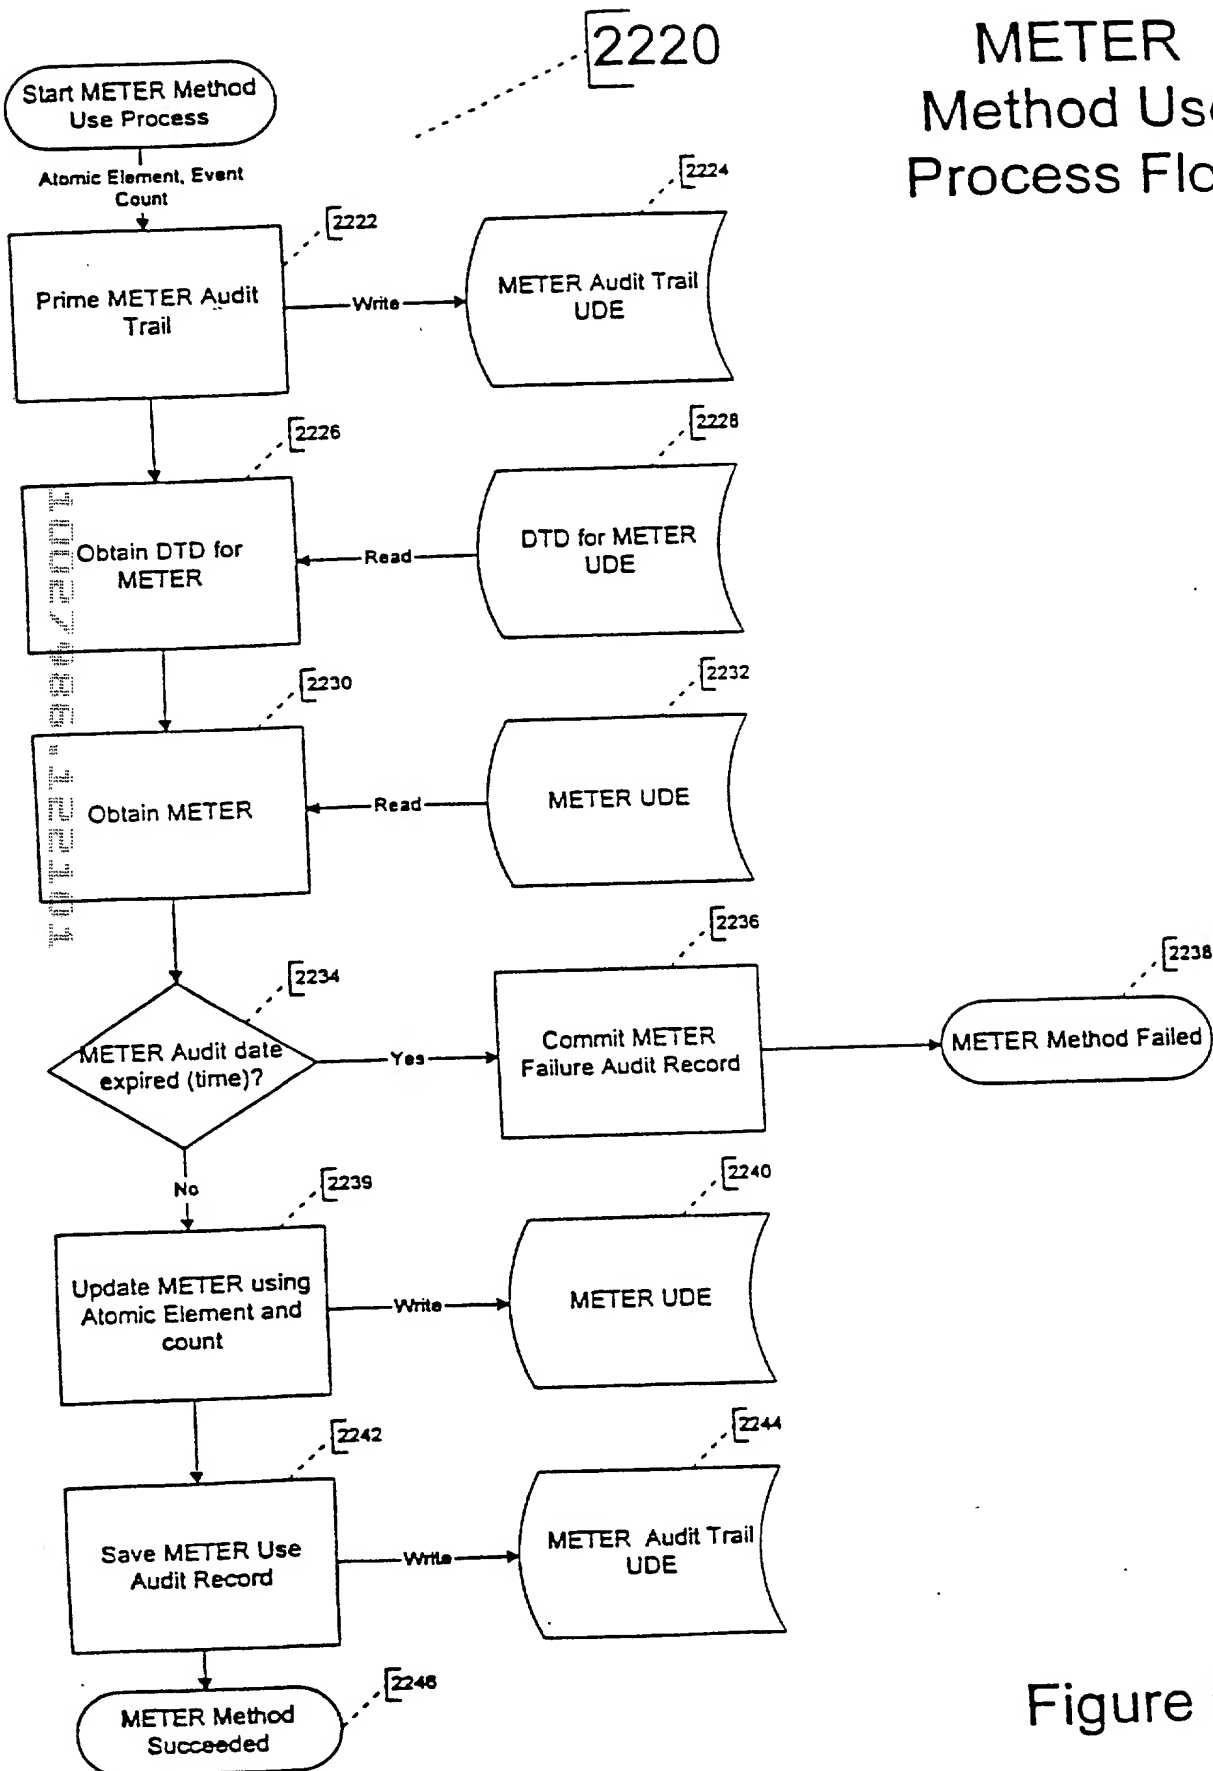 2220
METER
Method Us
Process Flo
Start METER Method
Use Process
Atomic Element, Event
Count
2222
2224
Prime METER Audit
Trail
Write
METER Audit Trail
UDE
2226
2228
Obtain DTD for
METER
Read
DTD for METER
UDE
2230
2232
Obtain METER
Read
METER UDE
2234
2236
2238
METER Audit date
expired (time)?
Yes
Commit METER
Failure Audit Record
METER Method Failed
No
2239
2240
Update METER using
Atomic Element and
count
Write
METER UDE
2242
2244
Save METER Use
Audit Record
Write
METER Audit Trail
UDE
2246
METER Method
Succeeded
Figure